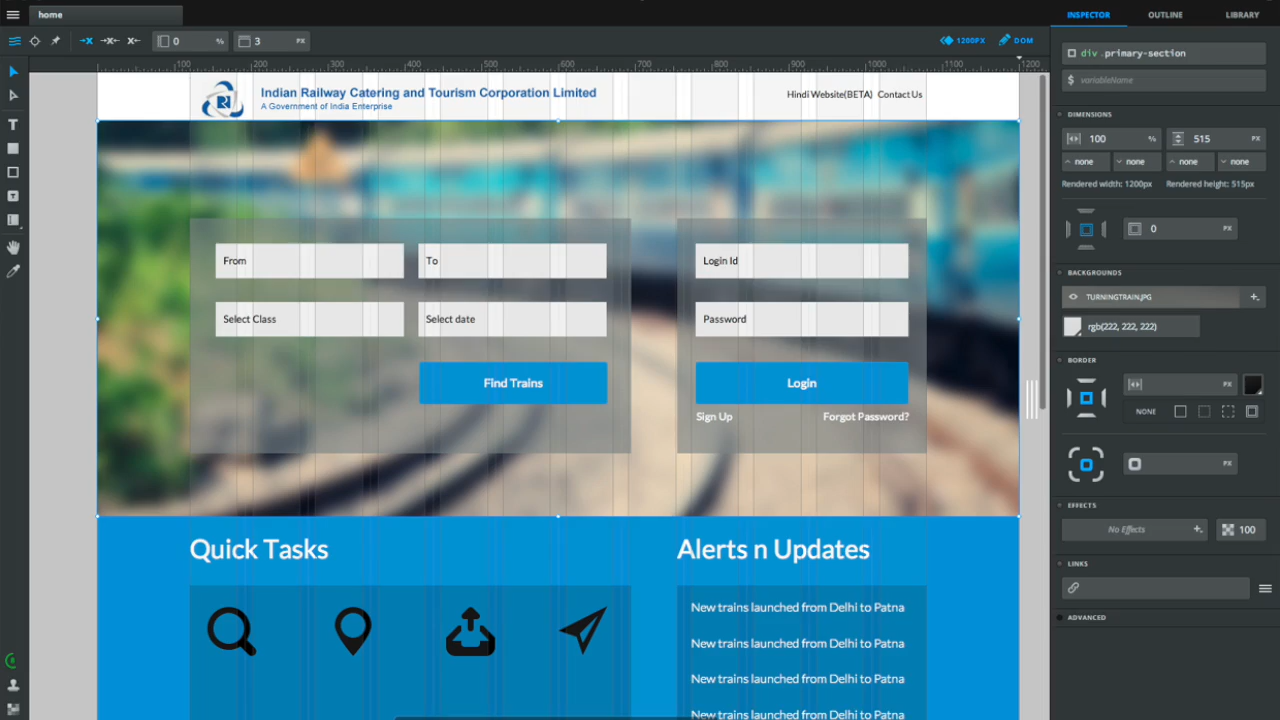 home
INSPECTOR OUTLINE LIBRARY
0 % 3 PX
1200PX DOM
div .primary-section
$ variableName
100 200 300 400 500 600 700 800 900 1000 1100 1200
Indian Railway Catering and Tourism Corporation Limited
A Government of India Enterprise
Hindi Website(BETA) Contact Us
DIMENSIONS
100 % 515 PX
none none none none
Rendered width: 1200px Rendered height: 515px
0 PX
BACKGROUNDS
TURNINGTRAIN.JPG
rgb(222, 222, 222)
BORDER
PX
NONE
PX
EFFECTS
No Effects 100
LINKS
ADVANCED
From To
Select Class Select date
Find Trains
Login Id
Password
Login
Sign Up Forgot Password?
Quick Tasks
Alerts n Updates
New trains launched from Delhi to Patna
New trains launched from Delhi to Patna
New trains launched from Delhi to Patna
New trains launched from Delhi to Patna